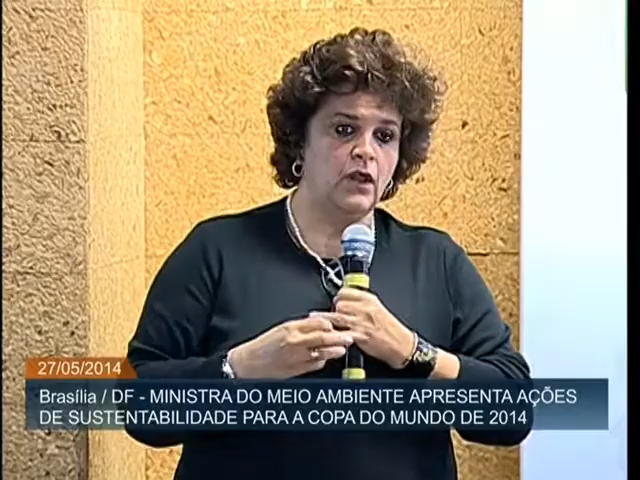 27/05/2014
Brasília / DF - MINISTRA DO MEIO AMBIENTE APRESENTA AÇÕES
DE SUSTENTABILIDADE PARA A COPA DO MUNDO DE 2014